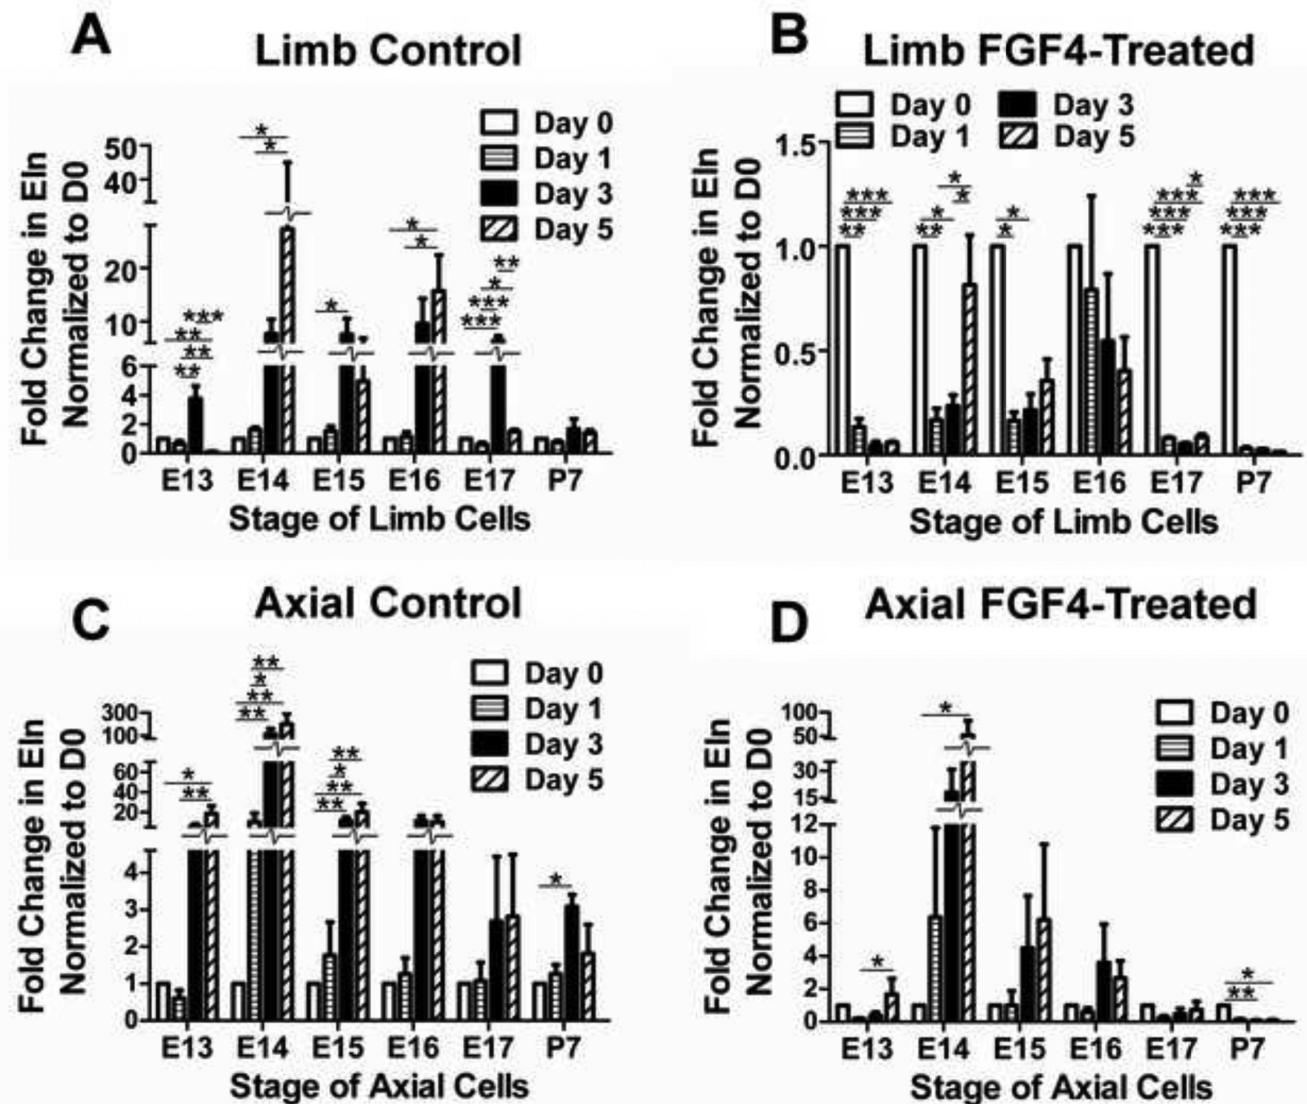 A
Limb Control
Day 0
Day 1
Day 3
Day 5
Fold Change in Eln
Normalized to D0
50
40
20
10
6
4
2
0
* * *** ** ** ** * * * * * ** * *** ***
E13 E14 E15 E16 E17 P7
Stage of Limb Cells
B
Limb FGF4-Treated
Day 0 Day 3
Day 1 Day 5
Fold Change in Eln
Normalized to D0
1.5
1.0
0.5
0.0
*** *** ** * * * ** * * * *** *** *** *** *** ***
E13 E14 E15 E16 E17 P7
Stage of Limb Cells
C
Axial Control
Day 0
Day 1
Day 3
Day 5
Fold Change in Eln
Normalized to D0
300
100
60
40
20
4
3
2
1
0
* ** ** * ** ** ** * ** ** *
E13 E14 E15 E16 E17 P7
Stage of Axial Cells
D
Axial FGF4-Treated
Day 0
Day 1
Day 3
Day 5
Fold Change in Eln
Normalized to D0
100
50
30
15
12
10
8
6
4
2
0
* * * **
E13 E14 E15 E16 E17 P7
Stage of Axial Cells